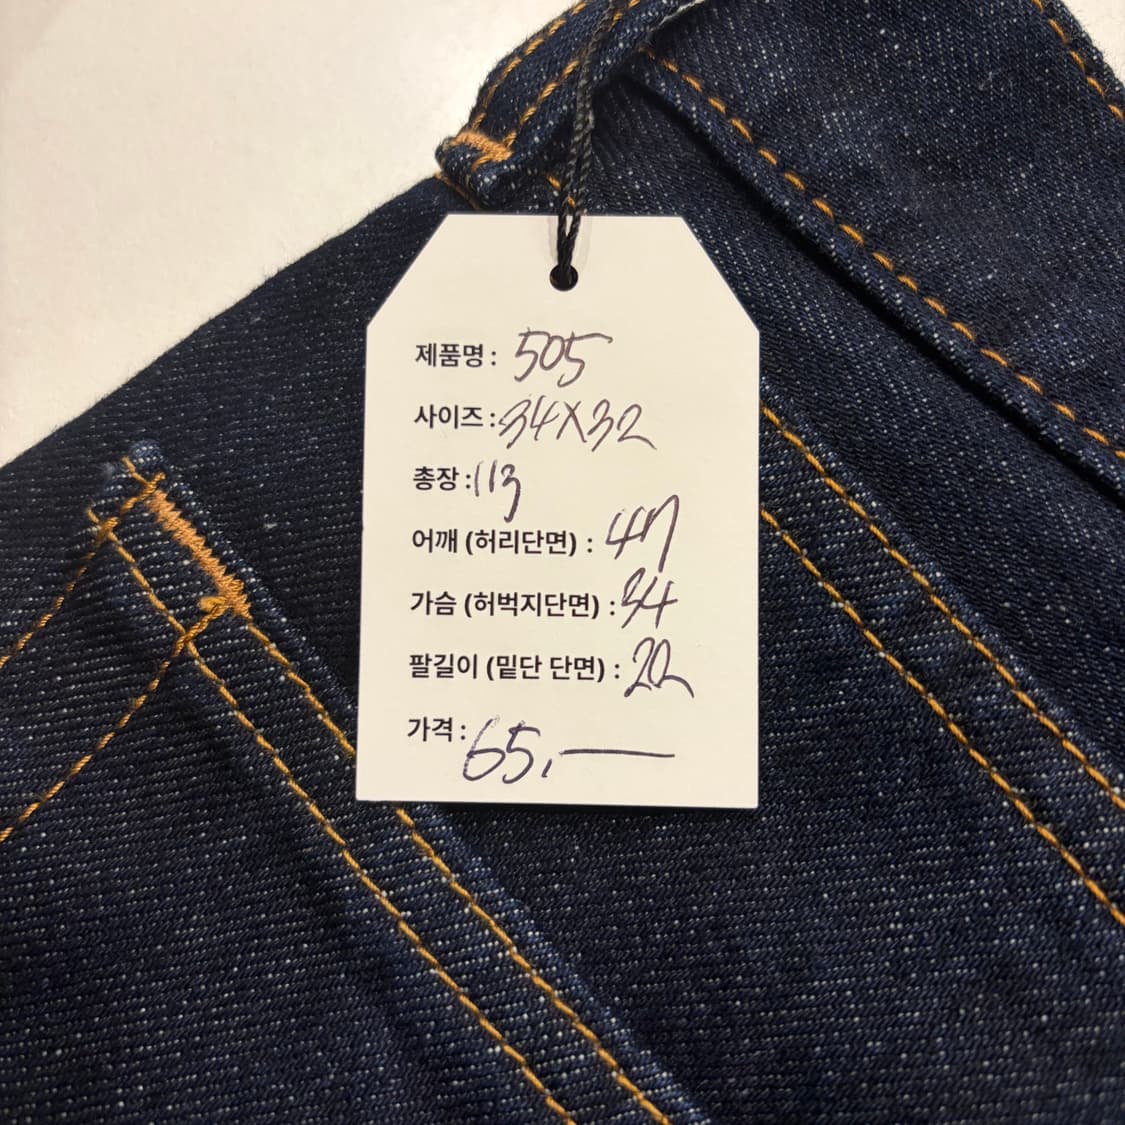 제품명 : 505
사이즈 : 34X32
총장 : 113
어깨 (허리단면) : 47
가슴 (허벅지단면) : 34
팔길이 (밑단 단면) : 22
가격 : 65,—